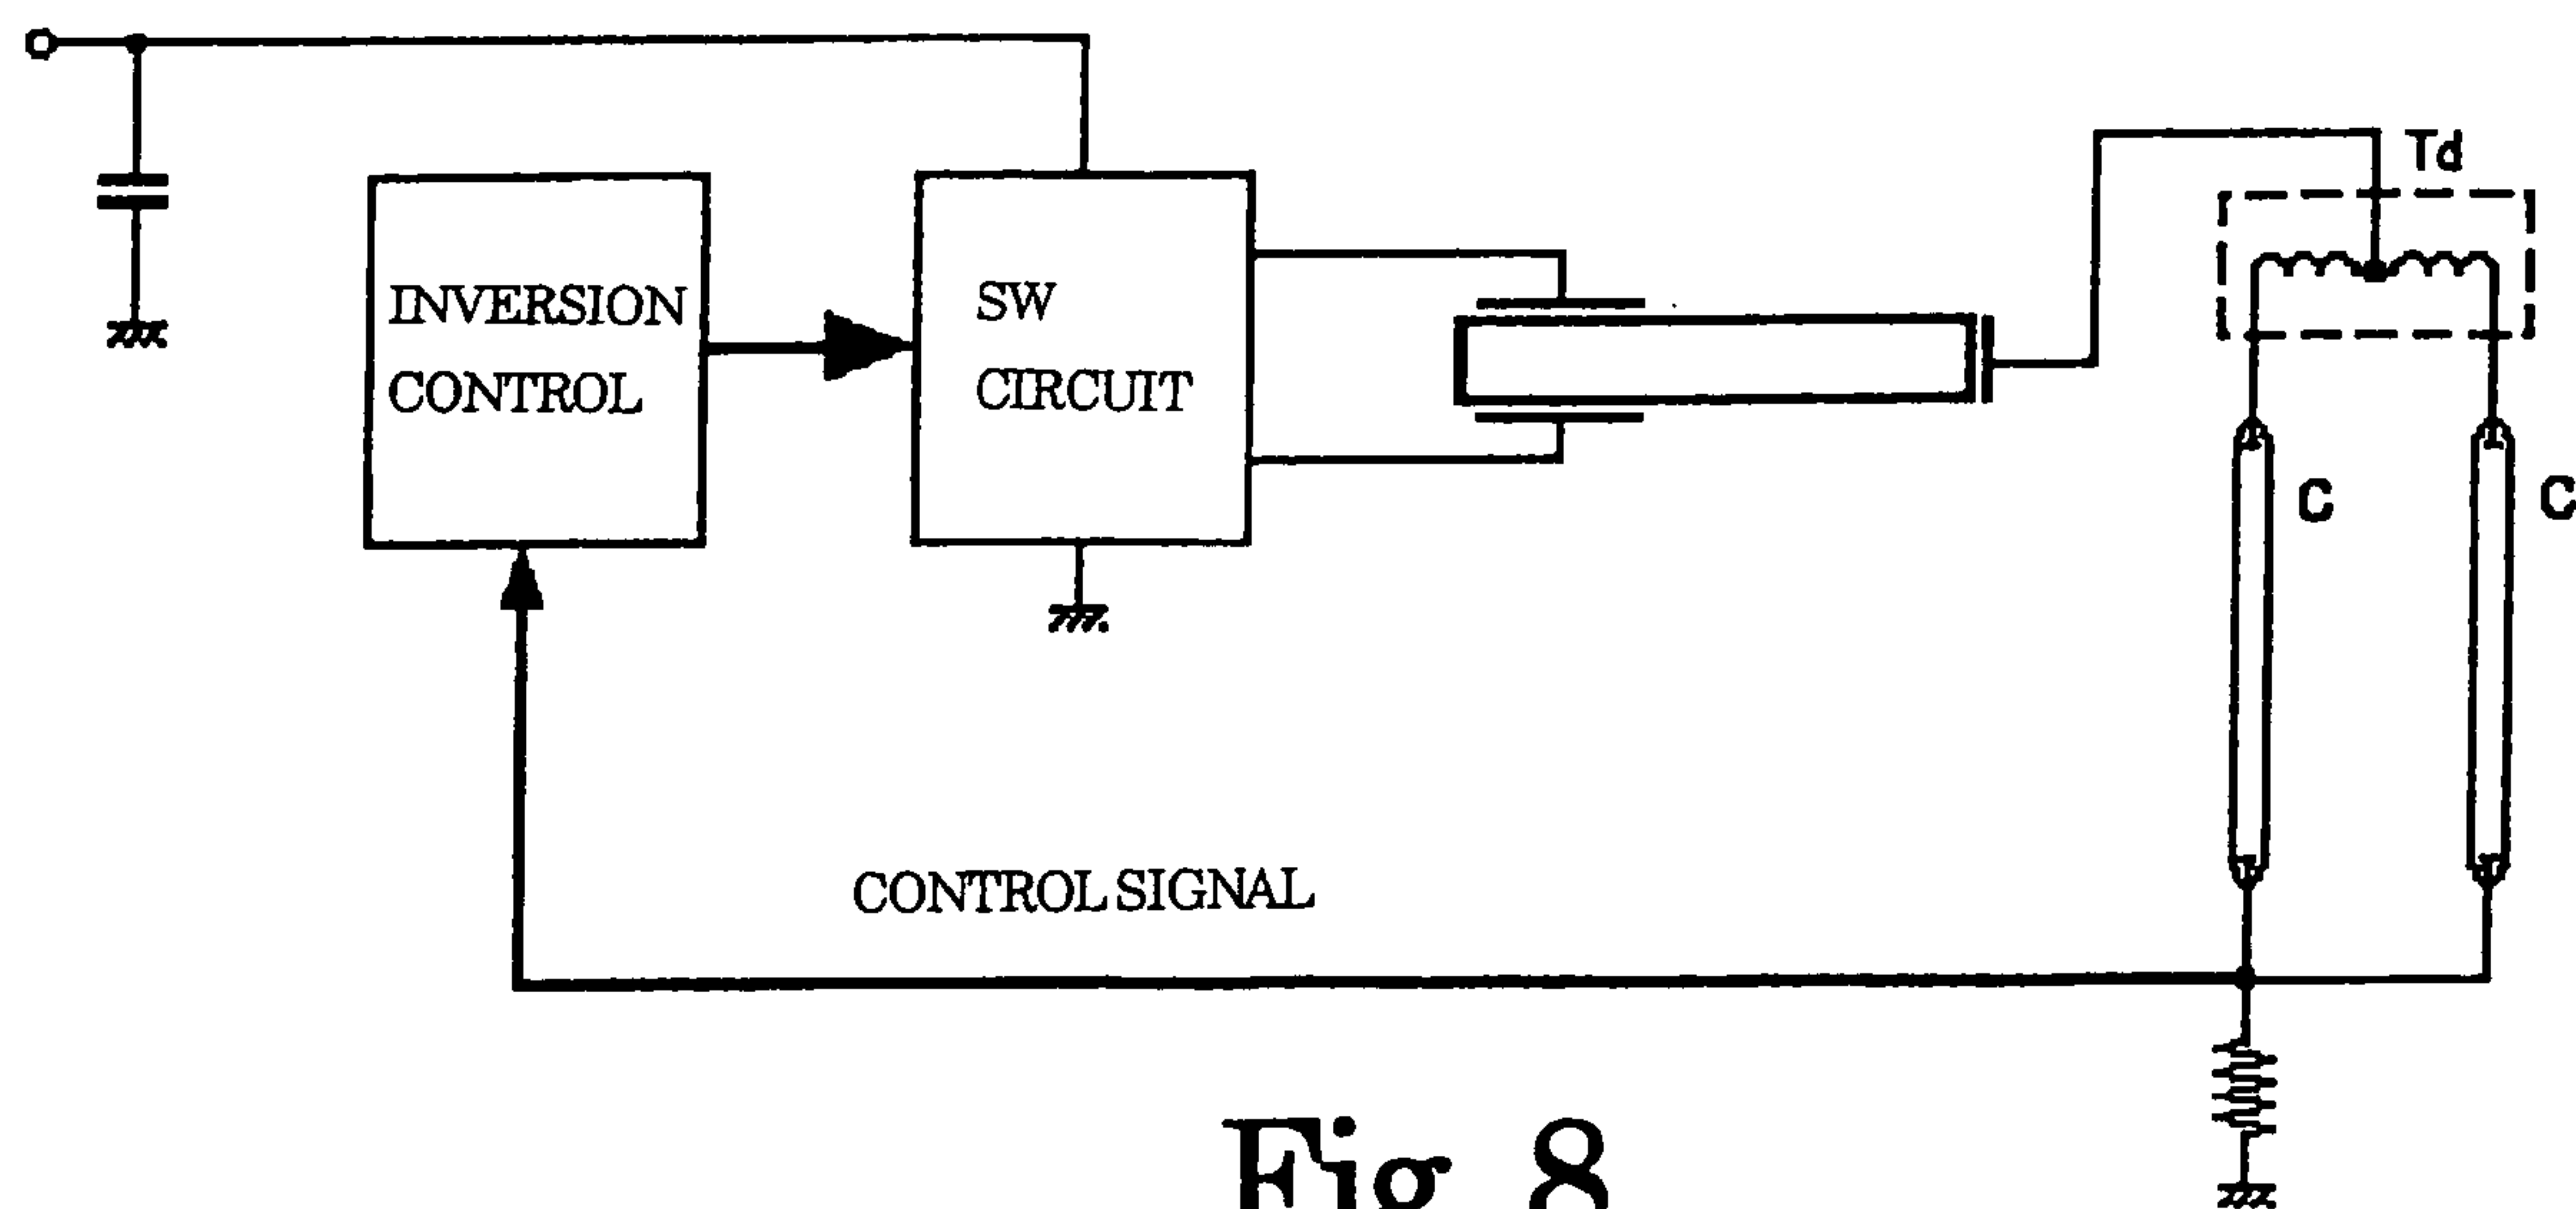 Td
INVERSION
CONTROL
SW
CIRCUIT
C
C
CONTROL SIGNAL
Fig 8